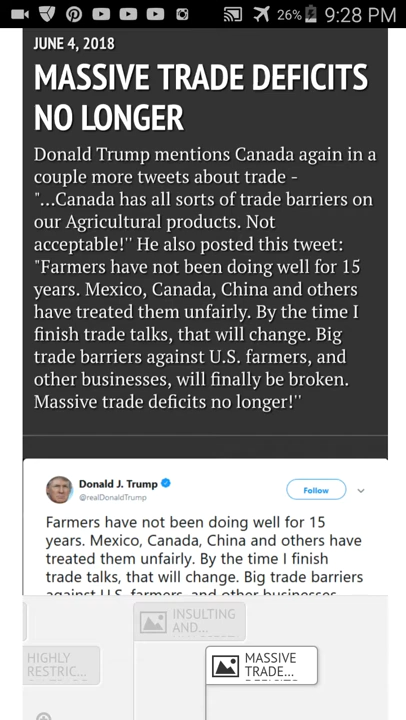 26% 9:28 PM
JUNE 4, 2018
MASSIVE TRADE DEFICITS
NO LONGER
Donald Trump mentions Canada again in a
couple more tweets about trade -
"...Canada has all sorts of trade barriers on
our Agricultural products. Not
acceptable!'' He also posted this tweet:
"Farmers have not been doing well for 15
years. Mexico, Canada, China and others
have treated them unfairly. By the time I
finish trade talks, that will change. Big
trade barriers against U.S. farmers, and
other businesses, will finally be broken.
Massive trade deficits no longer!''
Donald J. Trump
@realDonaldTrump
Follow
Farmers have not been doing well for 15
years. Mexico, Canada, China and others have
treated them unfairly. By the time I finish
trade talks, that will change. Big trade barriers
against U.S. farmers, and other businesses,
INSULTING
AND...
HIGHLY
RESTRIC...
MASSIVE
TRADE...